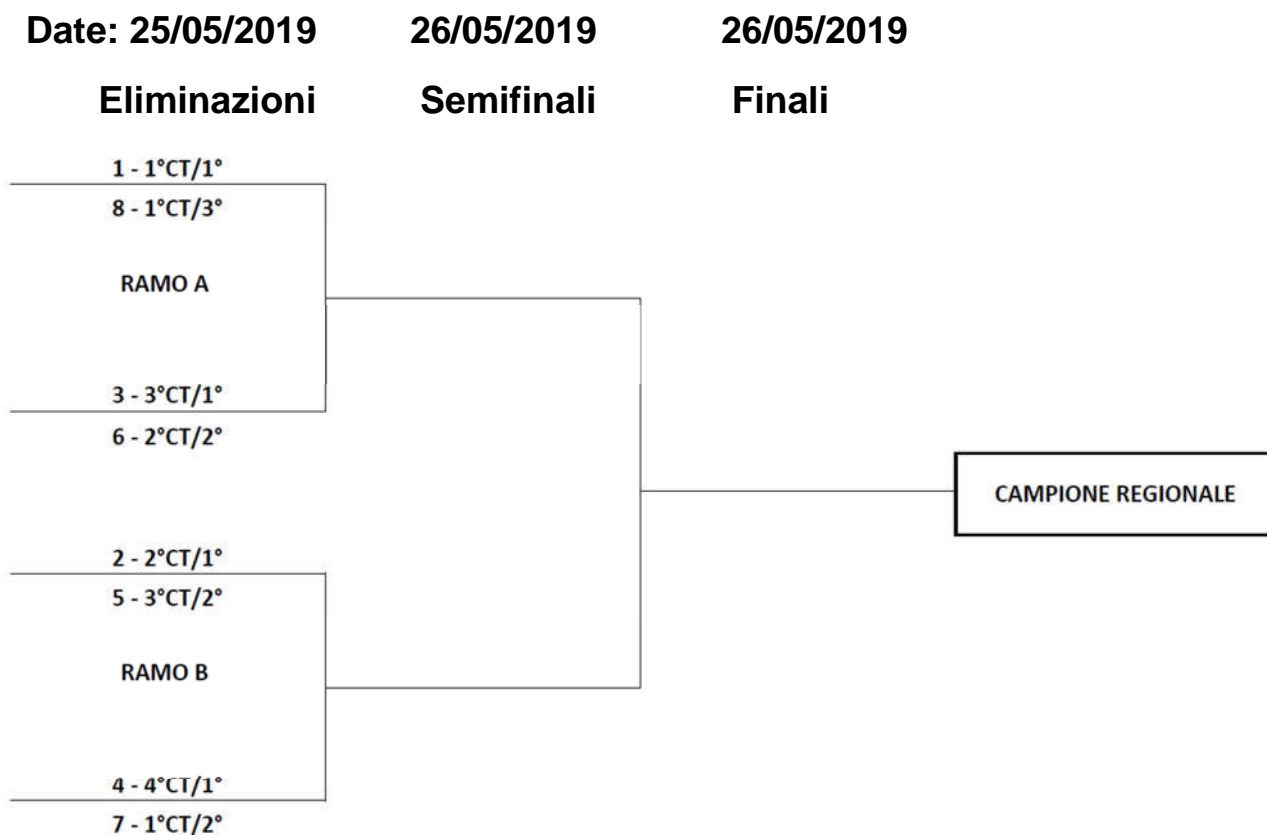 Date: 25/05/2019 26/05/2019 26/05/2019
Eliminazioni Semifinali Finali
1 - 1°CT/1°
8 - 1°CT/3°
RAMO A
3 - 3°CT/1°
6 - 2°CT/2°
CAMPIONE REGIONALE
2 - 2°CT/1°
5 - 3°CT/2°
RAMO B
4 - 4°CT/1°
7 - 1°CT/2°